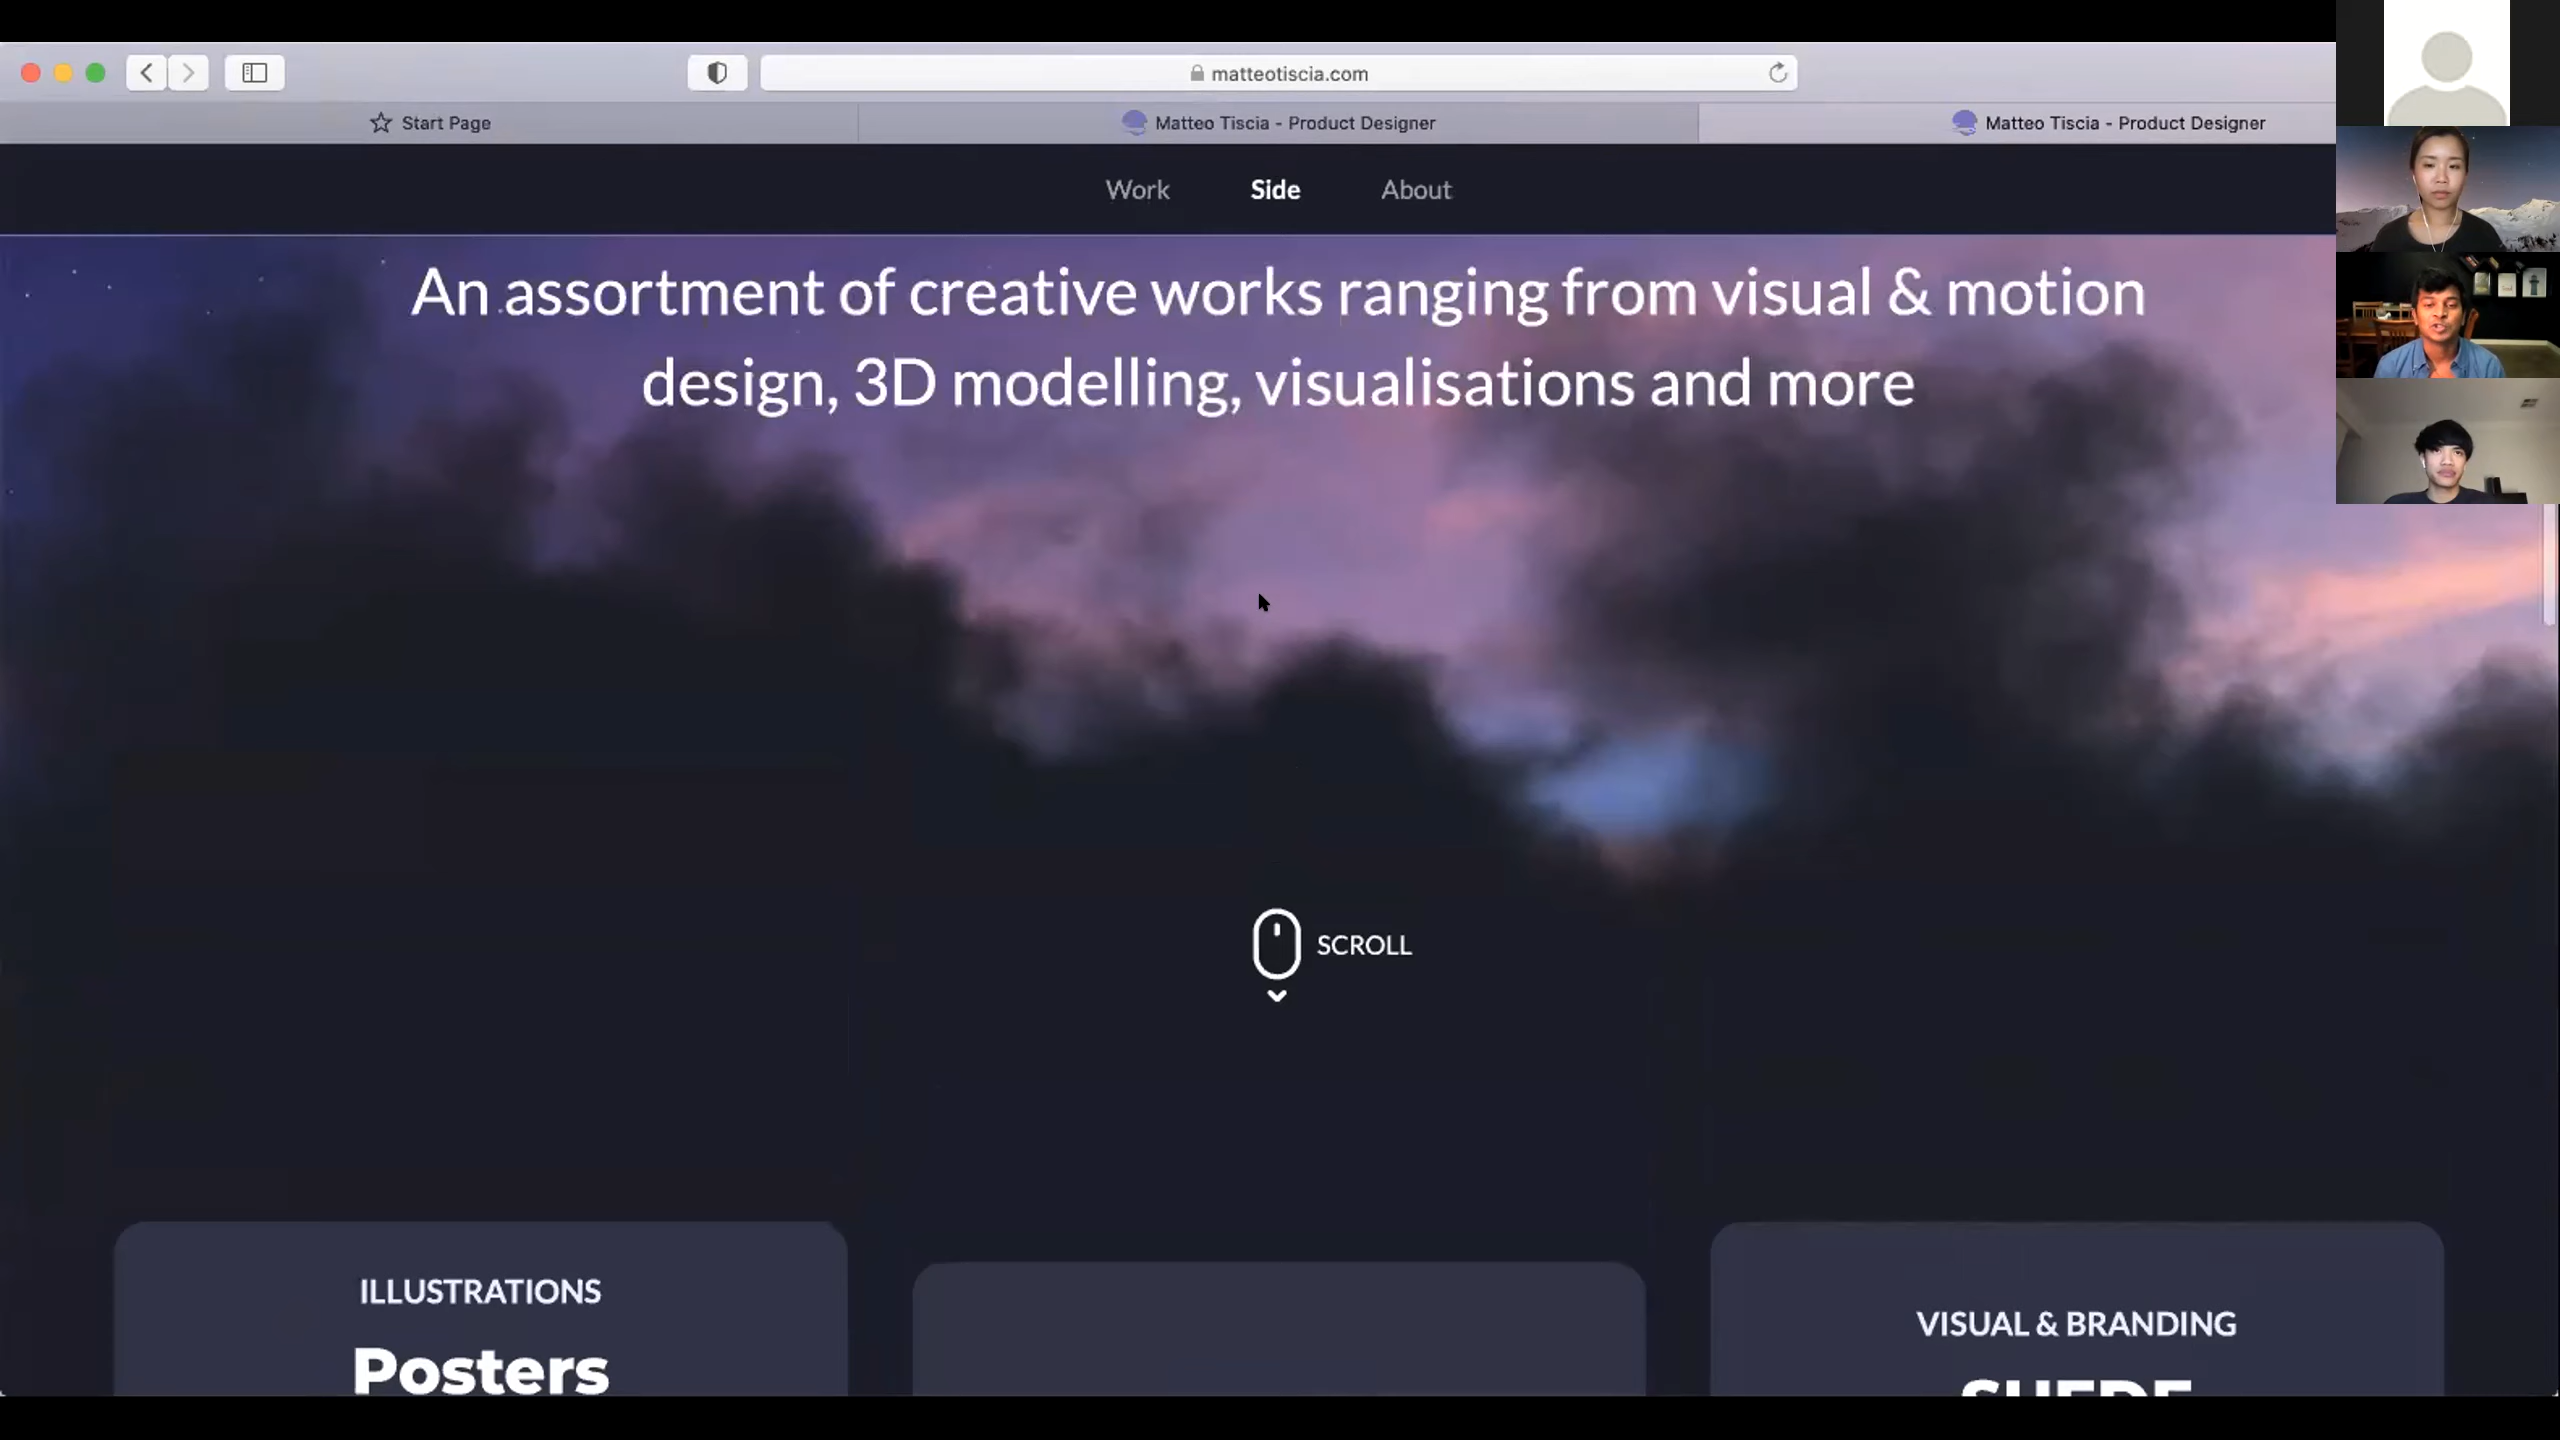 matteotiscia.com
Start Page
Matteo Tiscia - Product Designer
Matteo Tiscia - Product Designer
Work
Side
About
An assortment of creative works ranging from visual & motion
design, 3D modelling, visualisations and more
SCROLL
ILLUSTRATIONS
Posters
VISUAL & BRANDING